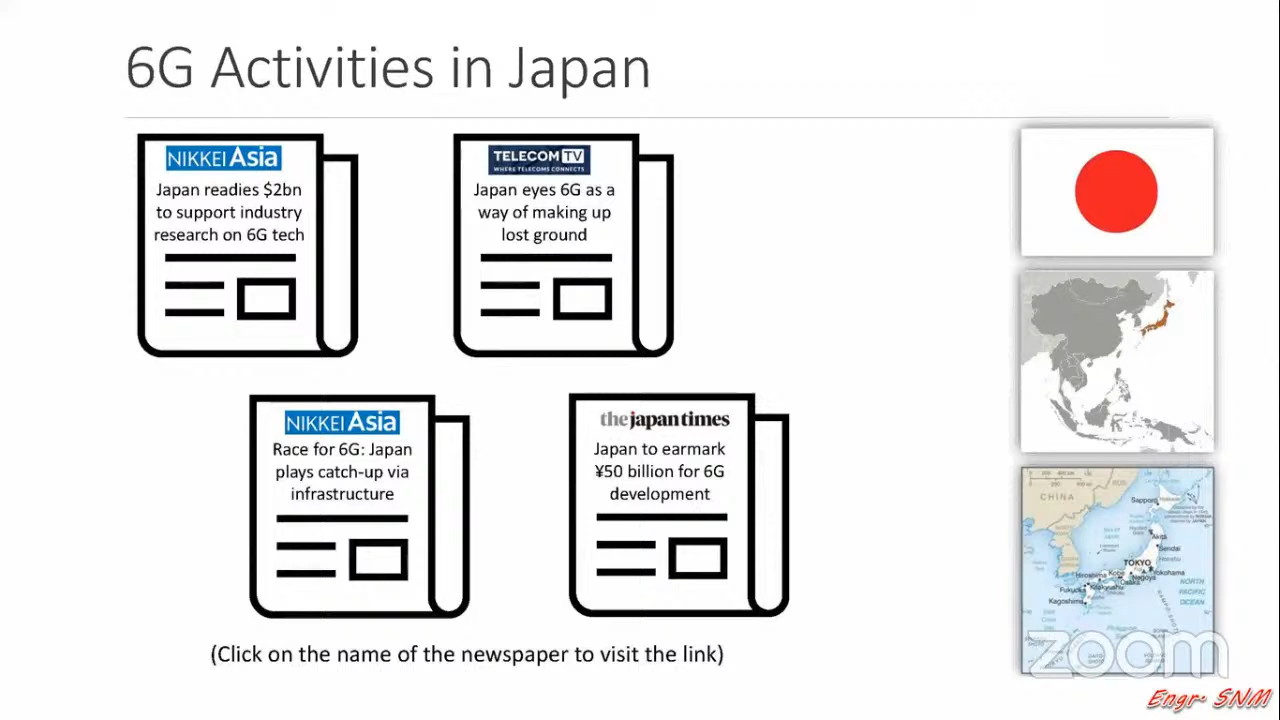 6G Activities in Japan
NIKKEI Asia
Japan readies $2bn
to support industry
research on 6G tech
TELECOM TV
WHERE TELECOMS CONNECTS
Japan eyes 6G as a
way of making up
lost ground
NIKKEI Asia
Race for 6G: Japan
plays catch-up via
infrastructure
the japan times
Japan to earmark
¥50 billion for 6G
development
(Click on the name of the newspaper to visit the link)
CHINA
RUS.
Sapporo
Hokkaido
Akita
Sendai
Honshu
TOKYO
Yokohama
Nagoya
Kobe
Osaka
Hiroshima
Kitakyushu
Kagoshima
NORTH
PACIFIC
OCEAN
zoom
Engr. SNM